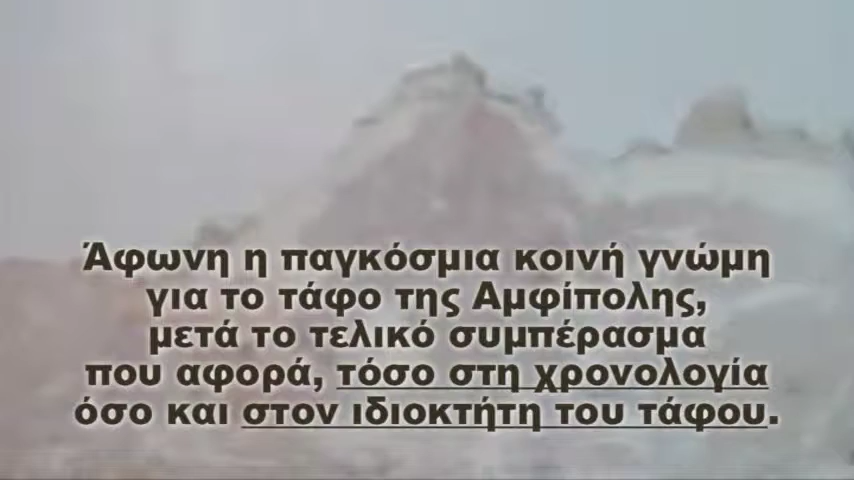 Άφωνη η παγκόσμια κοινή γνώμη
για το τάφο της Αμφίπολης,
μετά το τελικό συμπέρασμα
που αφορά, τόσο στη χρονολογία
όσο και στον ιδιοκτήτη του τάφου.